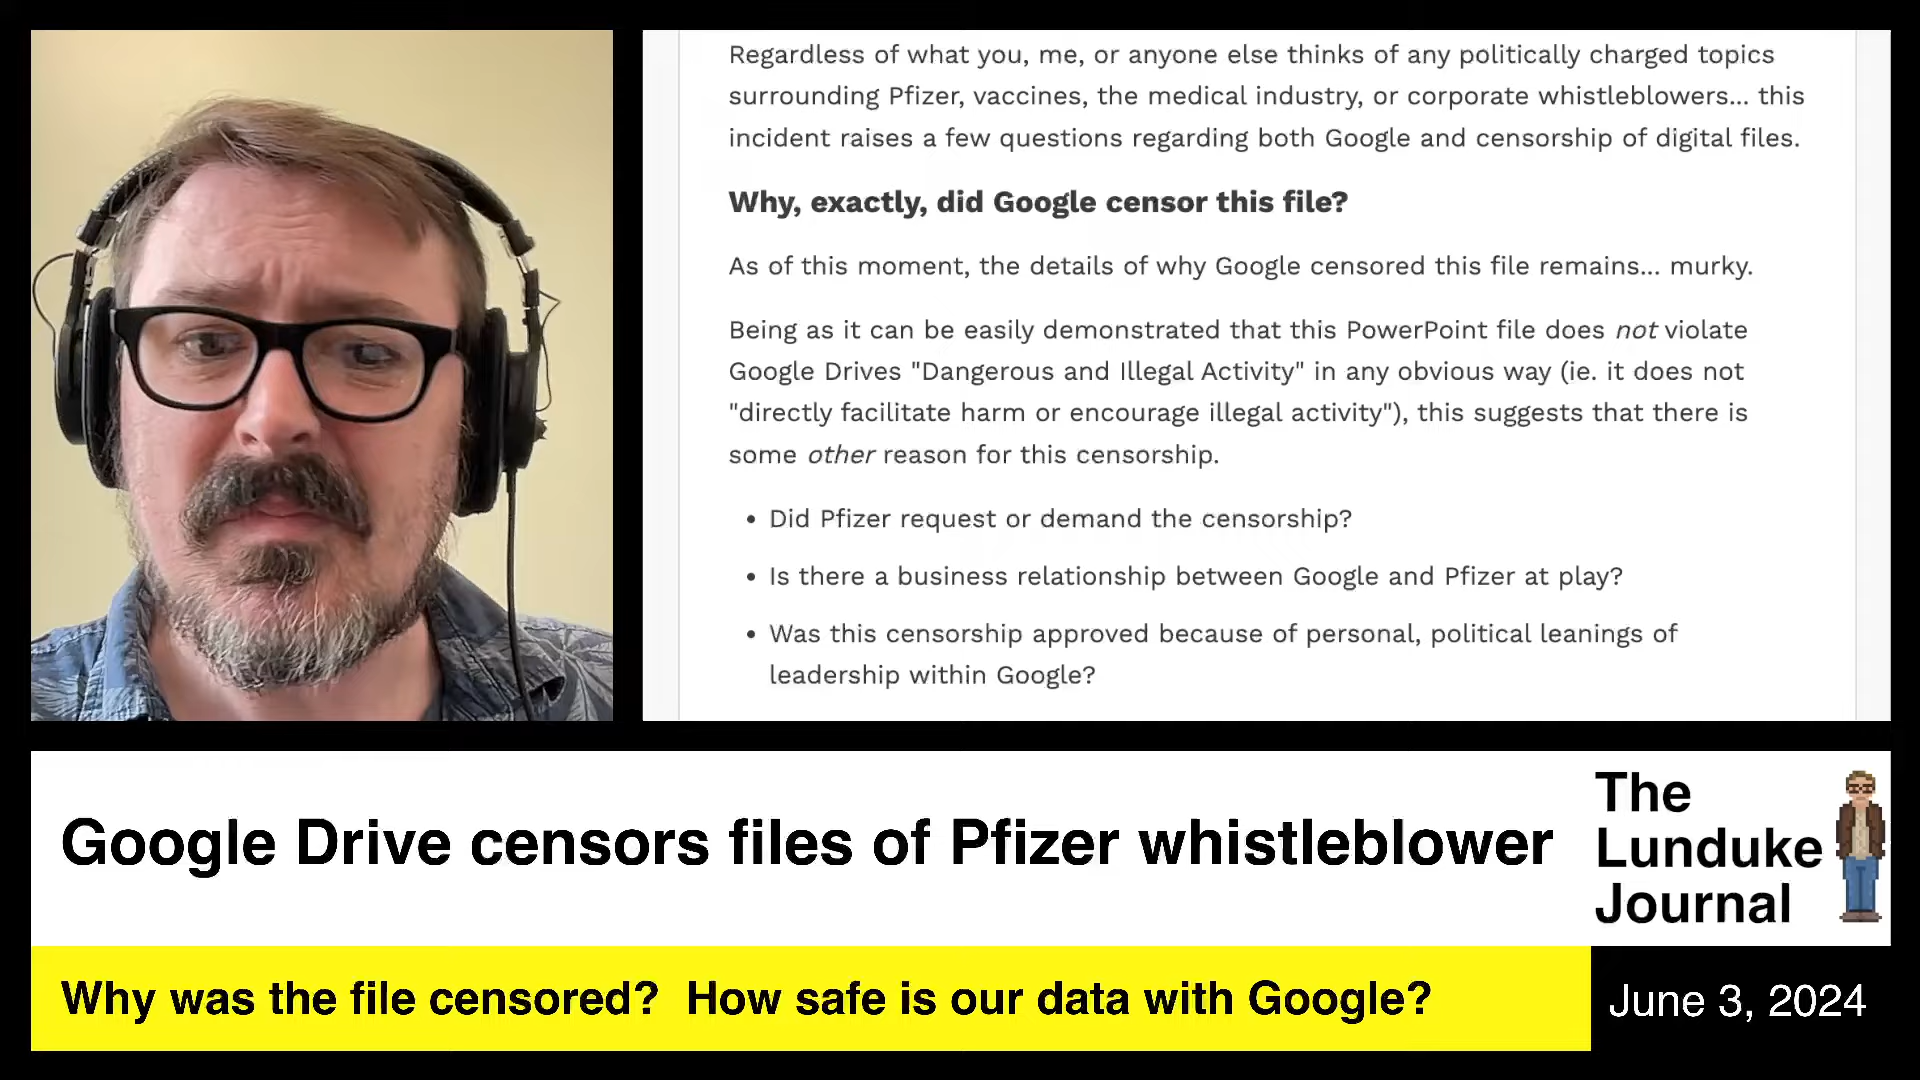 Regardless of what you, me, or anyone else thinks of any politically charged topics
surrounding Pfizer, vaccines, the medical industry, or corporate whistleblowers... this
incident raises a few questions regarding both Google and censorship of digital files.
Why, exactly, did Google censor this file?
As of this moment, the details of why Google censored this file remains... murky.
Being as it can be easily demonstrated that this PowerPoint file does not violate
Google Drives "Dangerous and Illegal Activity" in any obvious way (ie. it does not
"directly facilitate harm or encourage illegal activity"), this suggests that there is
some other reason for this censorship.
• Did Pfizer request or demand the censorship?
• Is there a business relationship between Google and Pfizer at play?
• Was this censorship approved because of personal, political leanings of
leadership within Google?
Google Drive censors files of Pfizer whistleblower
The
Lunduke
Journal
Why was the file censored? How safe is our data with Google?
June 3, 2024